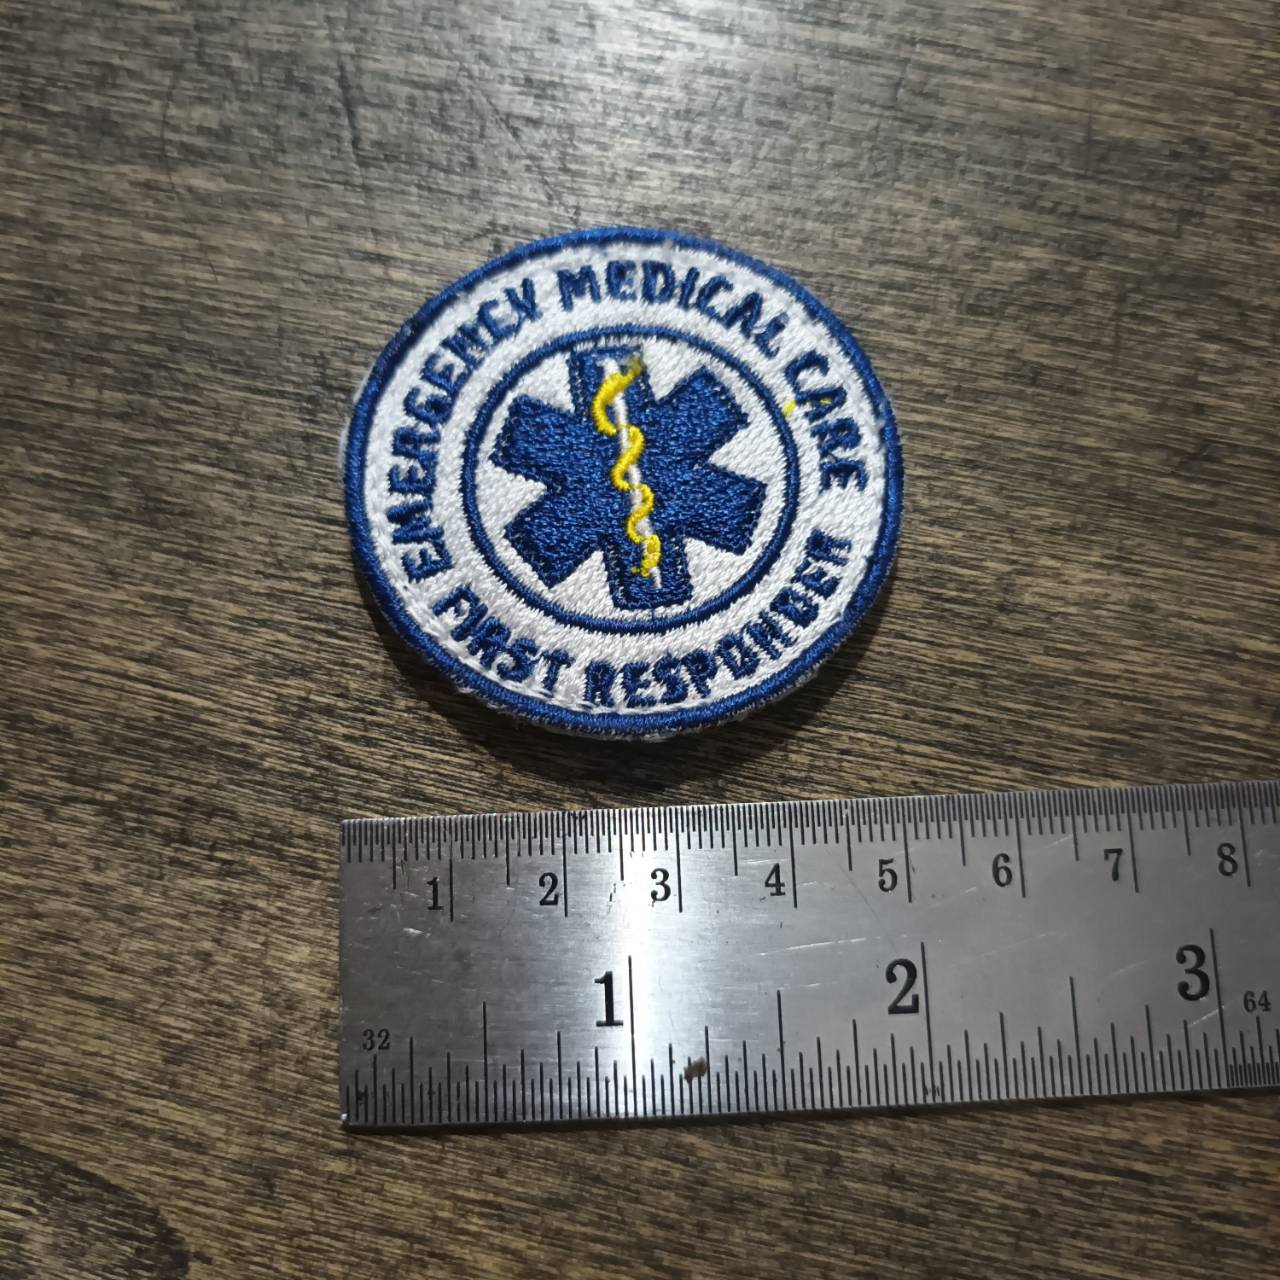 EMERGENCY MEDICAL CARE
FIRST RESPONDER
1 2 3 4 5 6 7 8
1 2 3
32 64